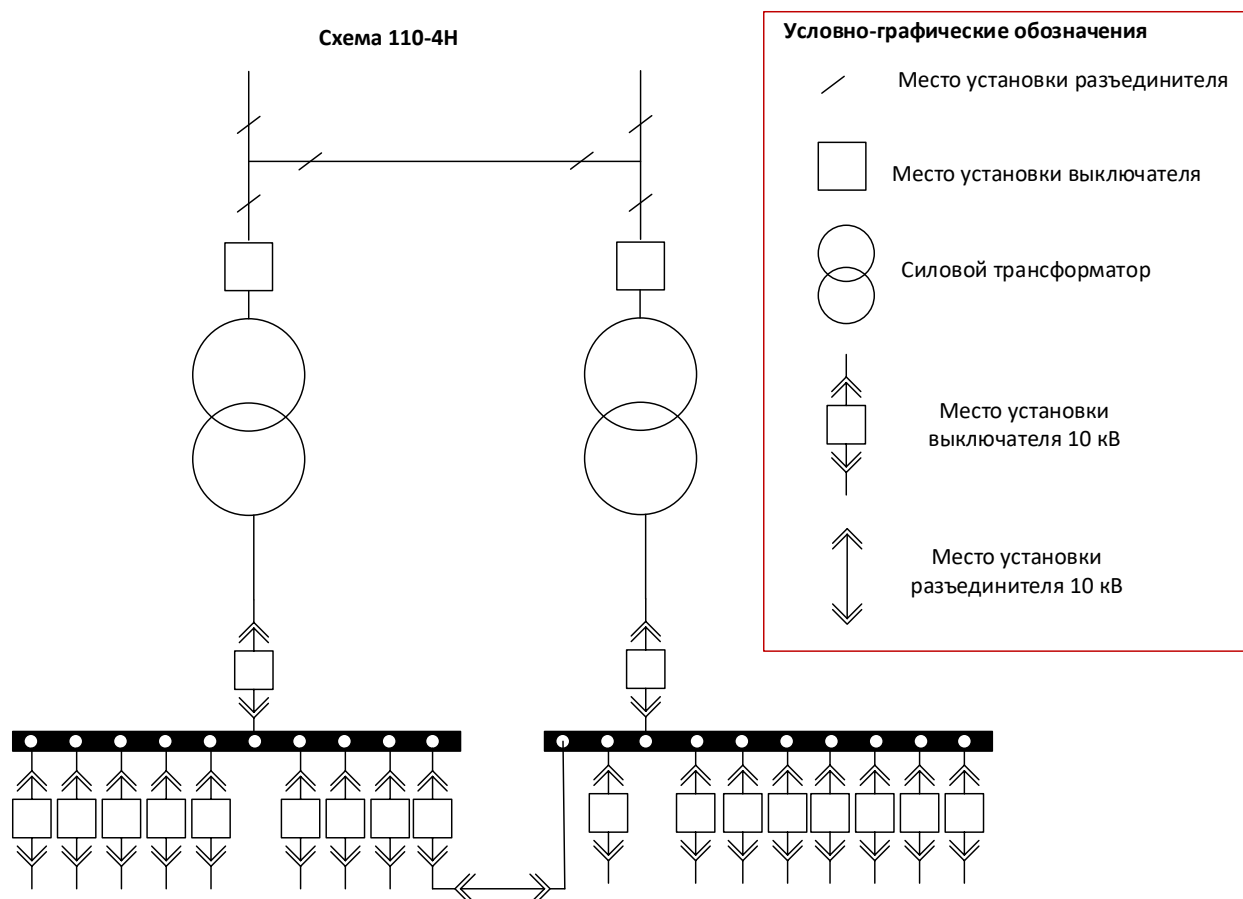 Схема 110-4Н
Условно-графические обозначения
Место установки разъединителя
Место установки выключателя
Силовой трансформатор
Место установки
выключателя 10 кВ
Место установки
разъединителя 10 кВ